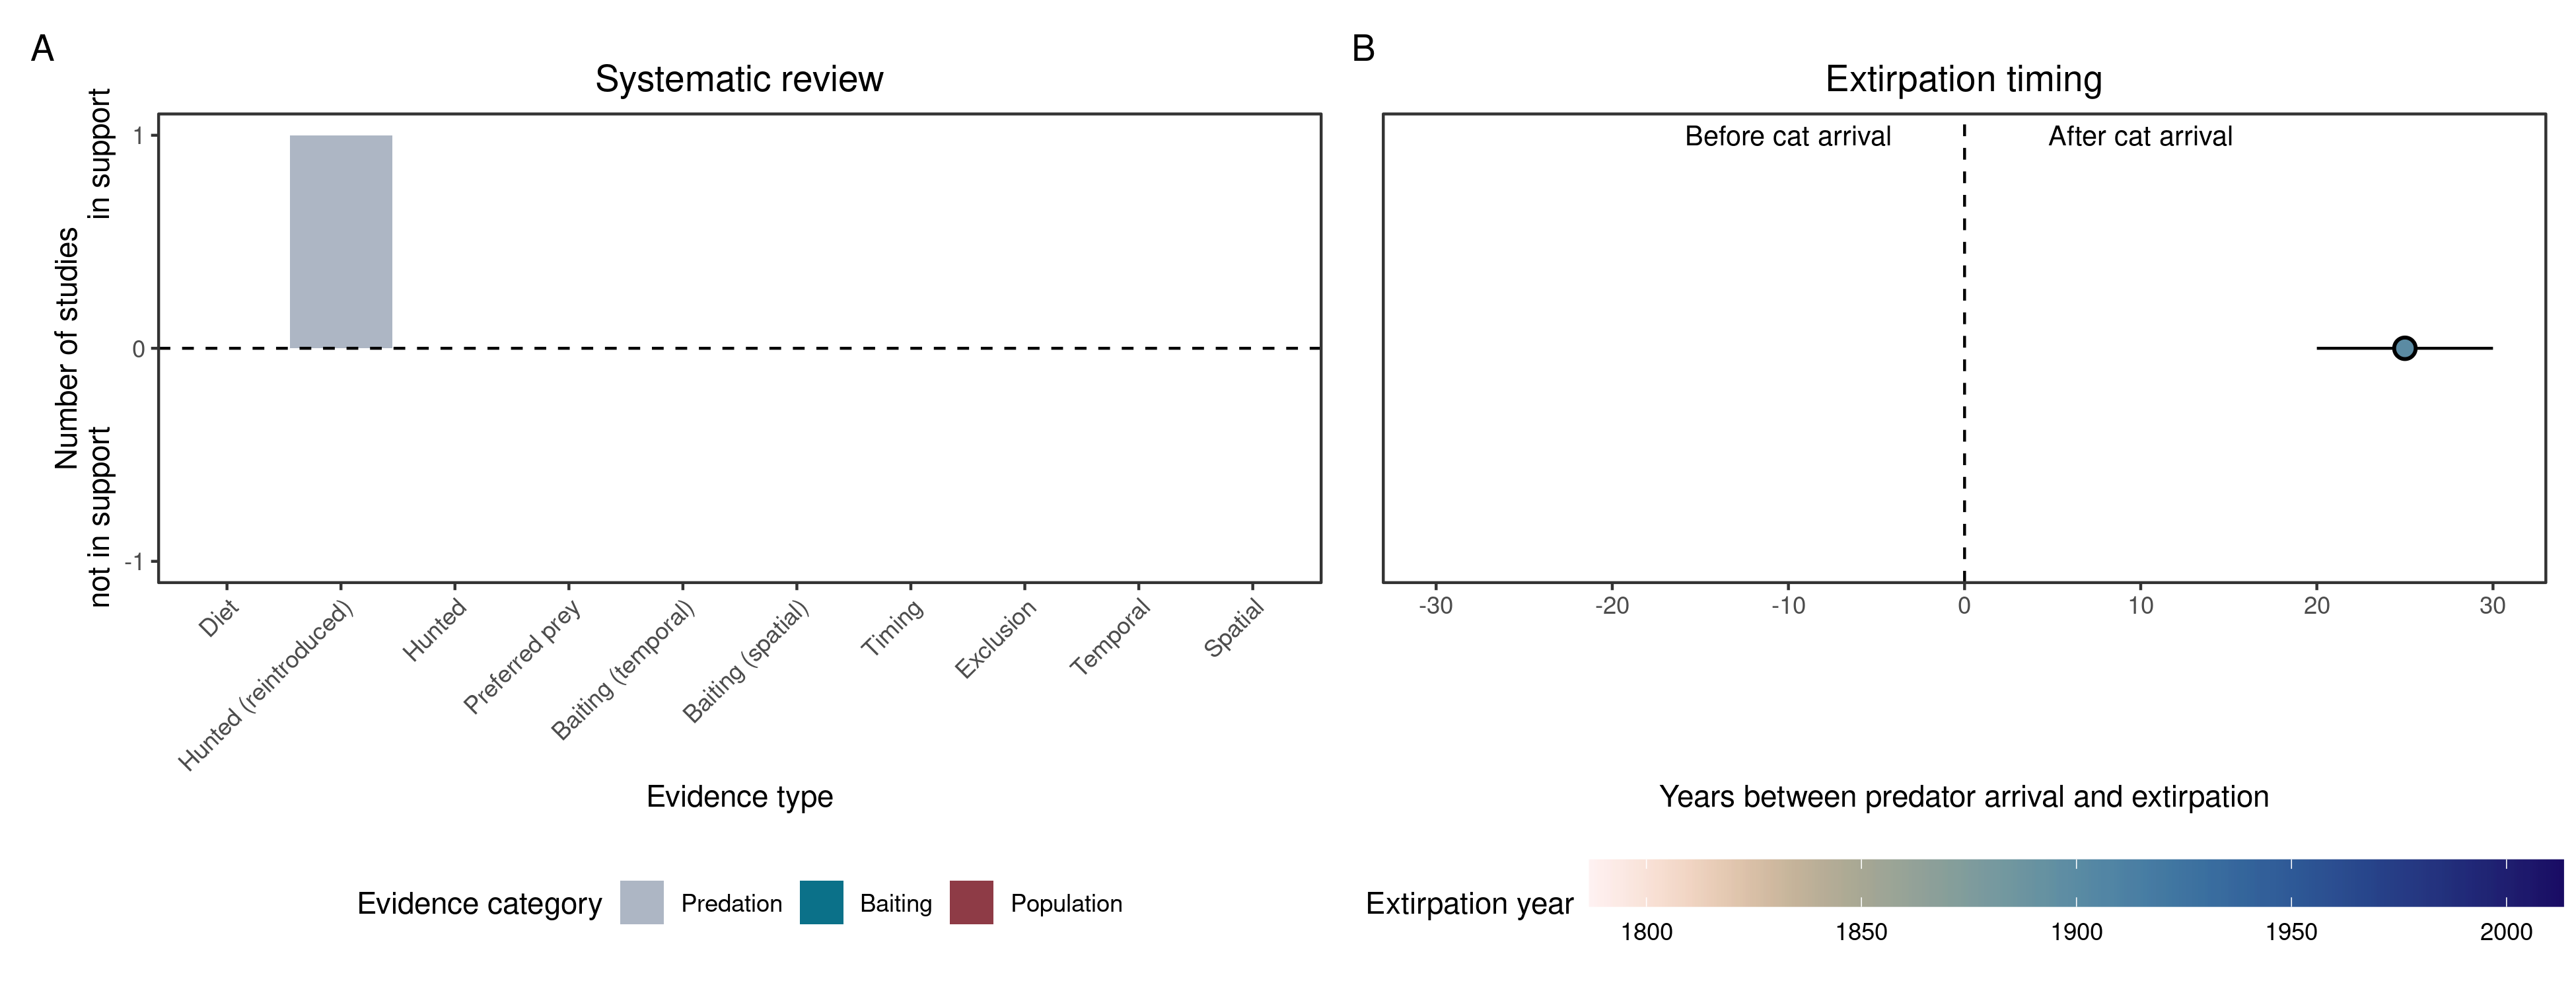 A
Systematic review
Number of studies
in support
not in support
1
0
-1
Diet
Hunted (reintroduced)
Hunted
Preferred prey
Baiting (temporal)
Baiting (spatial)
Timing
Exclusion
Temporal
Spatial
Evidence type
Evidence category
Predation
Baiting
Population
B
Extirpation timing
Before cat arrival
After cat arrival
-30
-20
-10
0
10
20
30
Years between predator arrival and extirpation
Extirpation year
1800
1850
1900
1950
2000